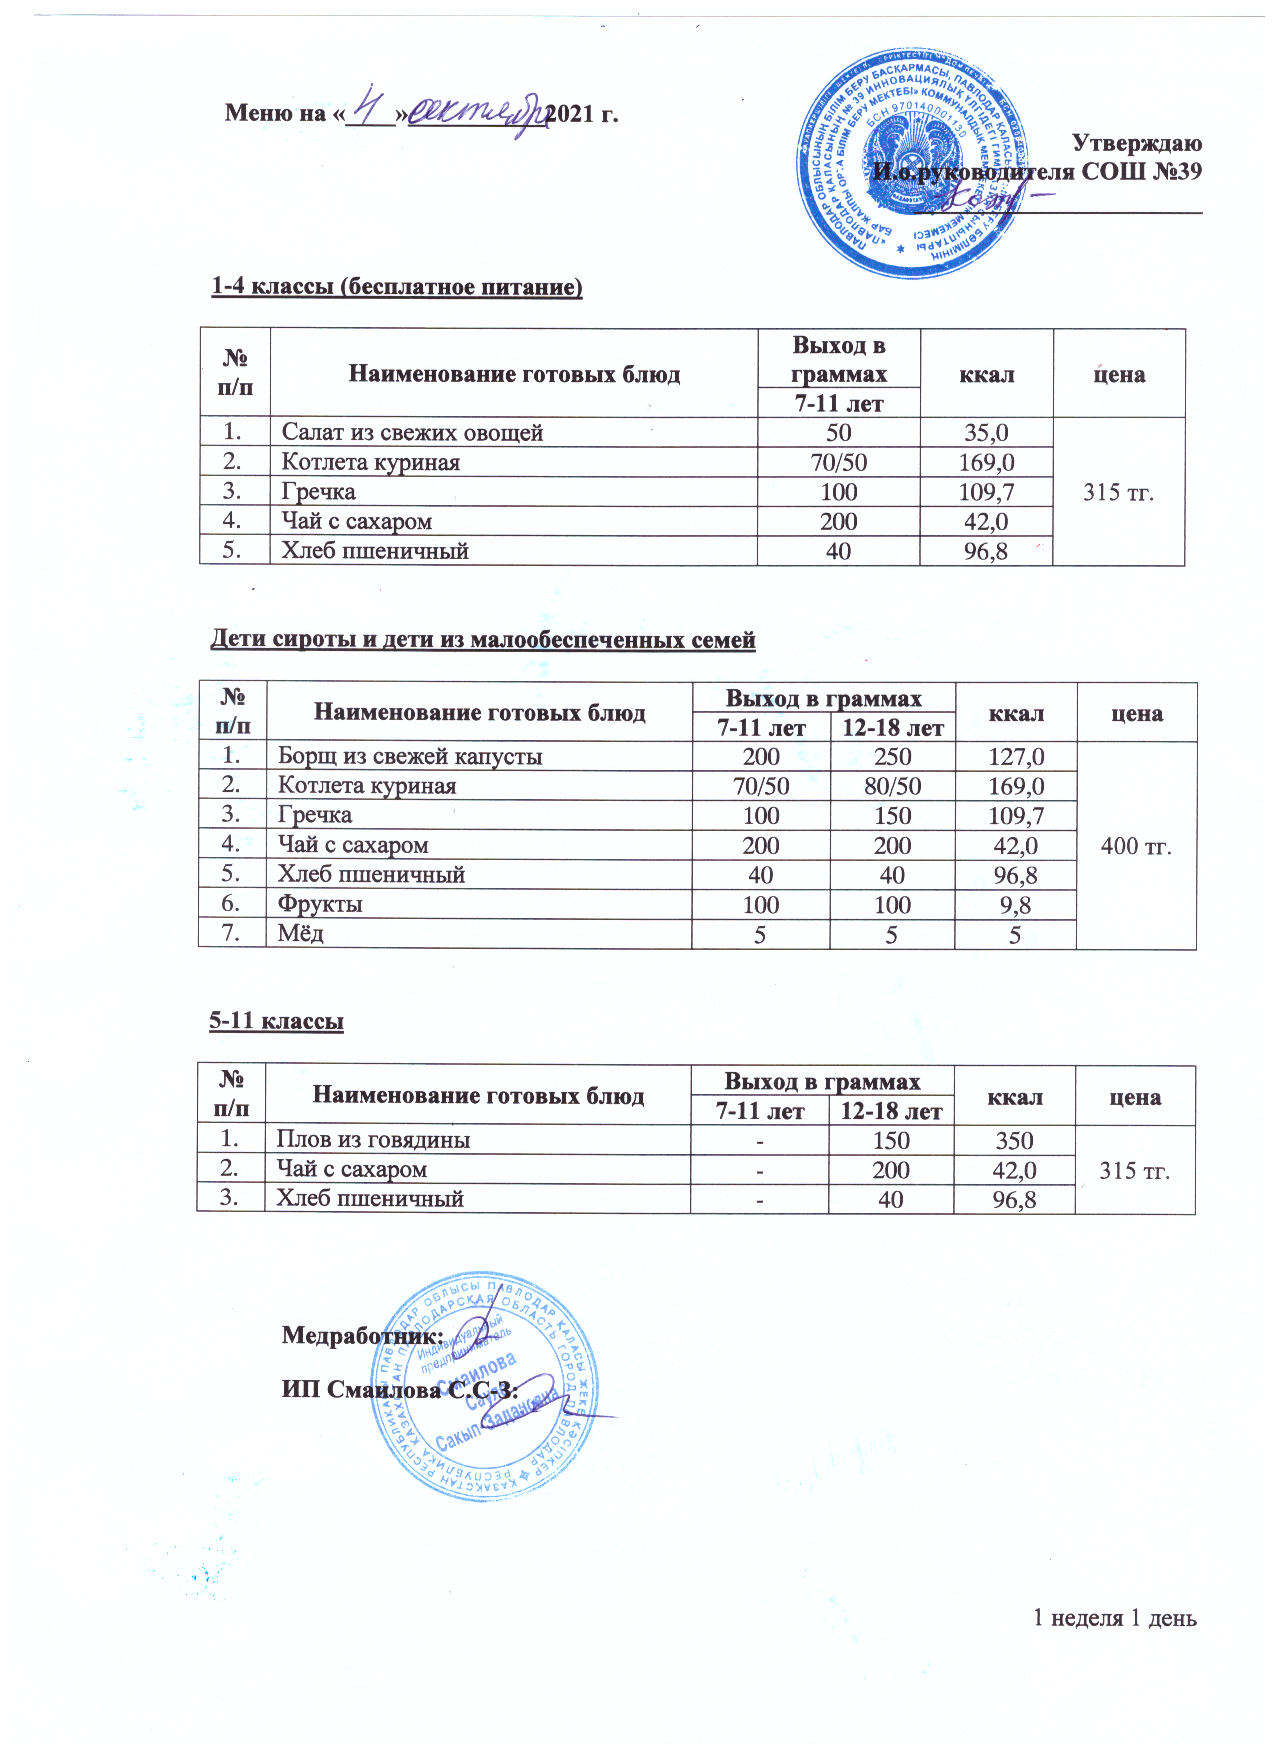 Меню на «4» сентября 2021 г.
Утверждаю
И.о.руководителя СОШ №39
БСН 970140001130
1-4 классы (бесплатное питание)
№ п/п Наименование готовых блюд Выход в граммах ккал цена
7-11 лет
1. Салат из свежих овощей 50 35,0
2. Котлета куриная 70/50 169,0
3. Гречка 100 109,7 315 тг.
4. Чай с сахаром 200 42,0
5. Хлеб пшеничный 40 96,8
Дети сироты и дети из малообеспеченных семей
№ п/п Наименование готовых блюд Выход в граммах ккал цена
7-11 лет 12-18 лет
1. Борщ из свежей капусты 200 250 127,0
2. Котлета куриная 70/50 80/50 169,0
3. Гречка 100 150 109,7
4. Чай с сахаром 200 200 42,0 400 тг.
5. Хлеб пшеничный 40 40 96,8
6. Фрукты 100 100 9,8
7. Мёд 5 5 5
5-11 классы
№ п/п Наименование готовых блюд Выход в граммах ккал цена
7-11 лет 12-18 лет
1. Плов из говядины - 150 350
2. Чай с сахаром - 200 42,0 315 тг.
3. Хлеб пшеничный - 40 96,8
Медработник:
ИП Смаилова С.С-З:
Индивидуальный
предприниматель
Смаилова
Сауле
Сакып-Задановна
1 неделя 1 день